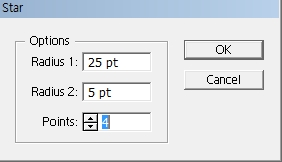 Star
Options
Radius 1: 25 pt
OK
Radius 2: 5 pt
Cancel
Points: 4